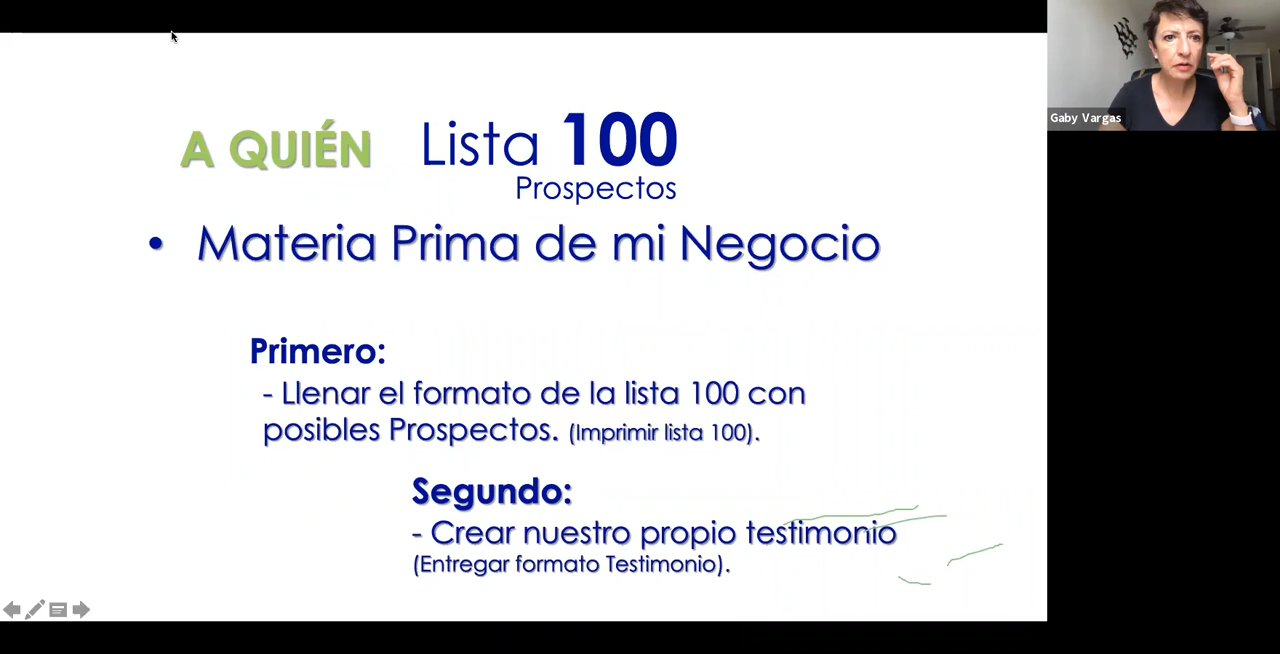 A QUIÉN Lista 100
Prospectos
• Materia Prima de mi Negocio
Primero:
- Llenar el formato de la lista 100 con
posibles Prospectos. (Imprimir lista 100).
Segundo:
- Crear nuestro propio testimonio
(Entregar formato Testimonio).
Gaby Vargas